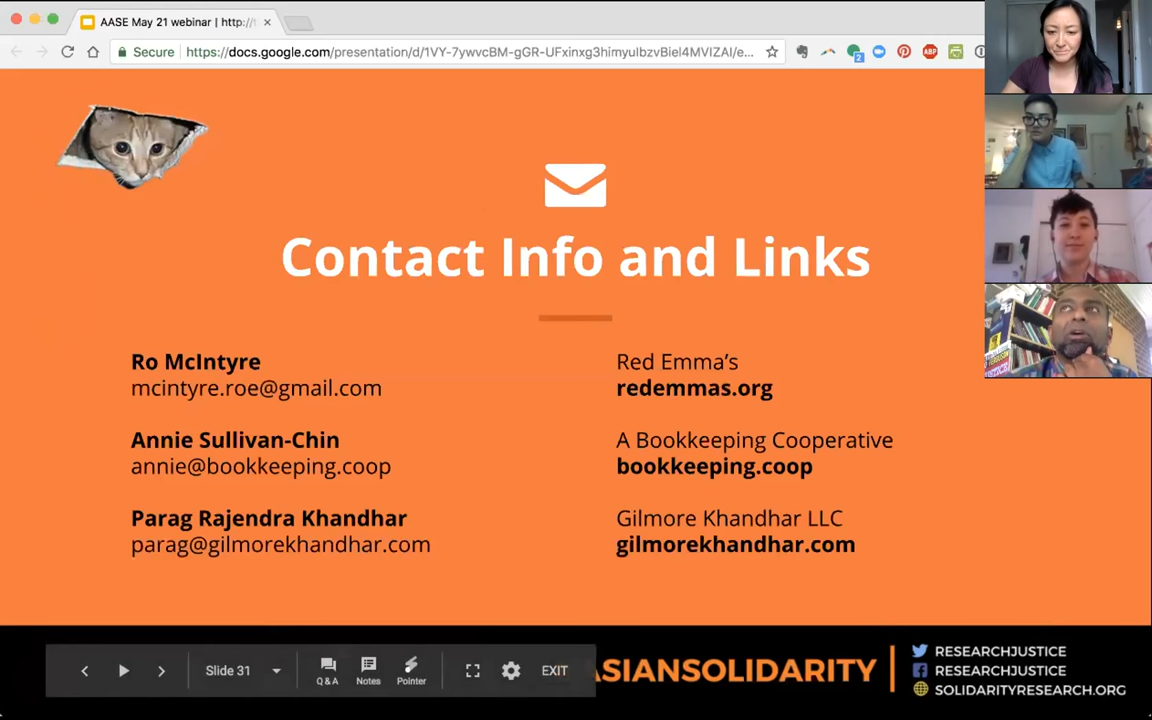 AASE May 21 webinar | http://t
Secure
https://docs.google.com/presentation/d/1VY-7ywvcBM-gGR-UFxinxg3himyuIbzvBieI4MVIZAI/e...
2
ABP
Contact Info and Links
Ro McIntyre
mcintyre.roe@gmail.com
Annie Sullivan-Chin
annie@bookkeeping.coop
Parag Rajendra Khandhar
parag@gilmorekhandhar.com
Red Emma's
redemmas.org
A Bookkeeping Cooperative
bookkeeping.coop
Gilmore Khandhar LLC
gilmorekhandhar.com
Slide 31
Q & A
Notes
Pointer
EXIT
ASIANSOLIDARITY
RESEARCHJUSTICE
RESEARCHJUSTICE
SOLIDARITYRESEARCH.ORG